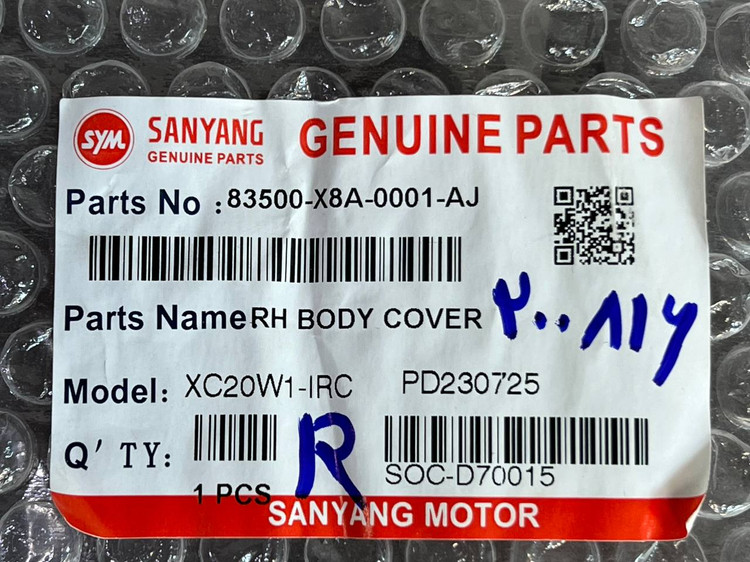 SYM SANYANG GENUINE PARTS
GENUINE PARTS
Parts No : 83500-X8A-0001-AJ
Parts Name RH BODY COVER ۲۰۰۸۱۷
Model: XC20W1-IRC PD230725
Q'TY: R
SOC-D70015
1 PCS
SANYANG MOTOR